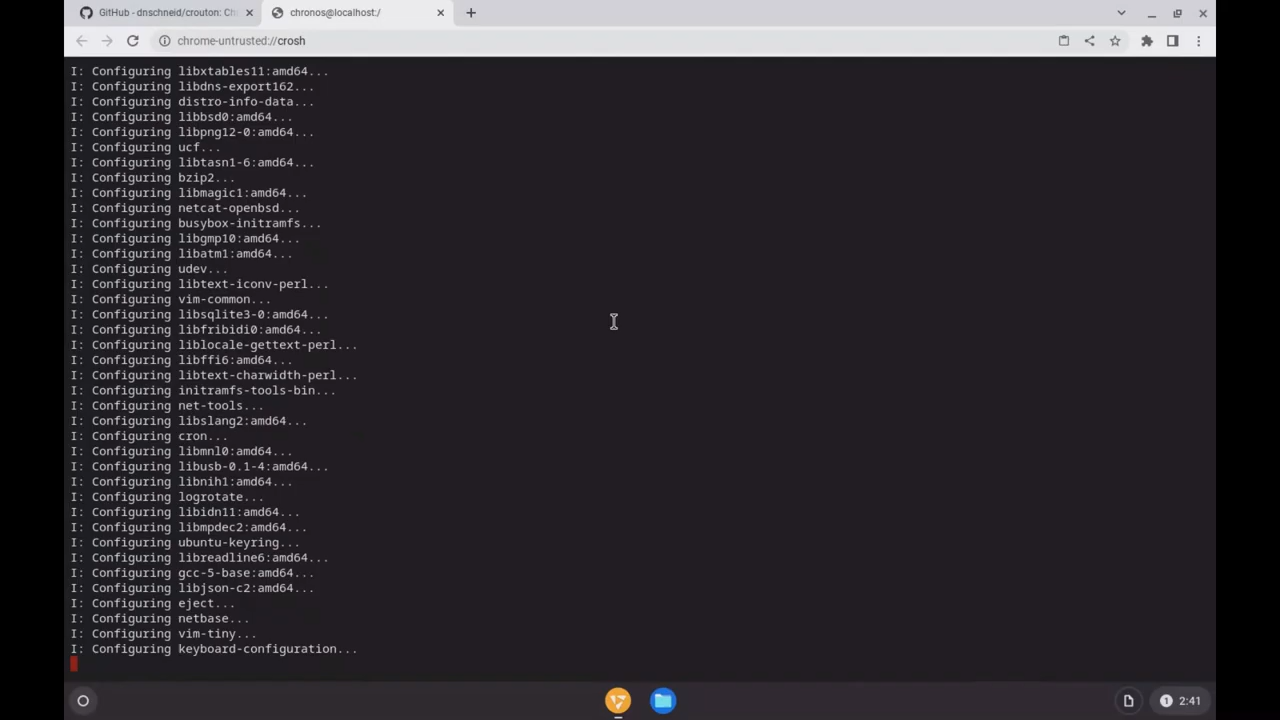 GitHub - dnschneid/crouton: Ch
chronos@localhost:/
chrome-untrusted://crosh
I: Configuring libxtables11:amd64...
I: Configuring libdns-export162...
I: Configuring distro-info-data...
I: Configuring libbsd0:amd64...
I: Configuring libpng12-0:amd64...
I: Configuring ucf...
I: Configuring libtasn1-6:amd64...
I: Configuring bzip2...
I: Configuring libmagic1:amd64...
I: Configuring netcat-openbsd...
I: Configuring busybox-initramfs...
I: Configuring libgmp10:amd64...
I: Configuring libatm1:amd64...
I: Configuring udev...
I: Configuring libtext-iconv-perl...
I: Configuring vim-common...
I: Configuring libsqlite3-0:amd64...
I: Configuring libfribidi0:amd64...
I: Configuring liblocale-gettext-perl...
I: Configuring libffi6:amd64...
I: Configuring libtext-charwidth-perl...
I: Configuring initramfs-tools-bin...
I: Configuring net-tools...
I: Configuring libslang2:amd64...
I: Configuring cron...
I: Configuring libmnl0:amd64...
I: Configuring libusb-0.1-4:amd64...
I: Configuring libnih1:amd64...
I: Configuring logrotate...
I: Configuring libidn11:amd64...
I: Configuring libmpdec2:amd64...
I: Configuring ubuntu-keyring...
I: Configuring libreadline6:amd64...
I: Configuring gcc-5-base:amd64...
I: Configuring libjson-c2:amd64...
I: Configuring eject...
I: Configuring netbase...
I: Configuring vim-tiny...
I: Configuring keyboard-configuration...
1 2:41